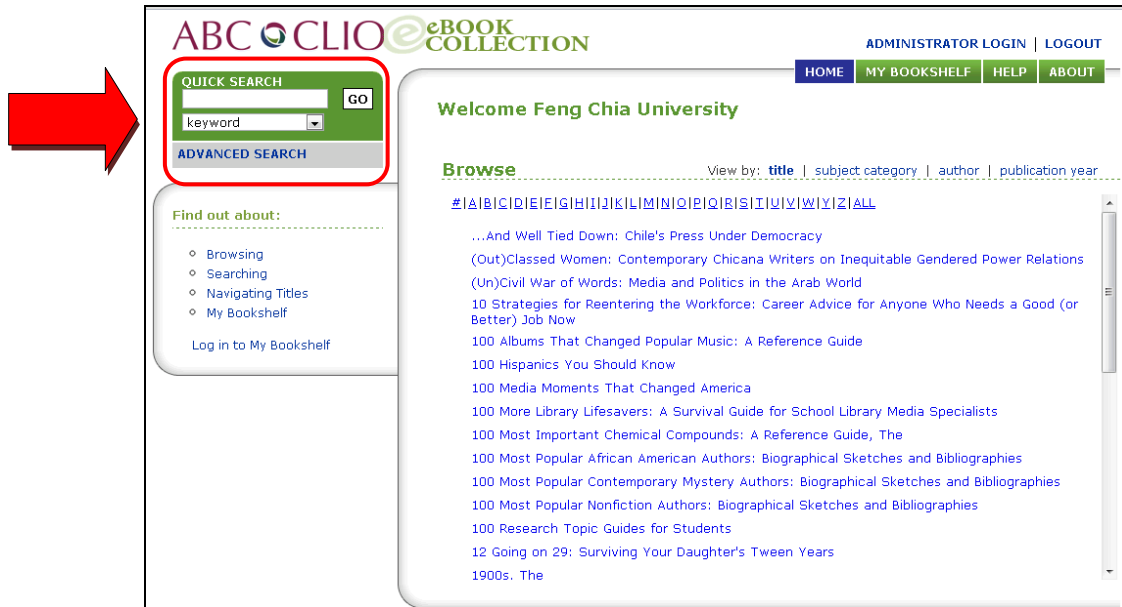 ABC CLIO eBOOK COLLECTION
ADMINISTRATOR LOGIN | LOGOUT
HOME MY BOOKSHELF HELP ABOUT
QUICK SEARCH
GO
keyword
ADVANCED SEARCH
Find out about:
Browsing
Searching
Navigating Titles
My Bookshelf
Log in to My Bookshelf
Welcome Feng Chia University
Browse View by: title | subject category | author | publication year
#|A|B|C|D|E|F|G|H|I|J|K|L|M|N|O|P|Q|R|S|T|U|V|W|Y|Z|ALL
...And Well Tied Down: Chile's Press Under Democracy
(Out)Classed Women: Contemporary Chicana Writers on Inequitable Gendered Power Relations
(Un)Civil War of Words: Media and Politics in the Arab World
10 Strategies for Reentering the Workforce: Career Advice for Anyone Who Needs a Good (or
Better) Job Now
100 Albums That Changed Popular Music: A Reference Guide
100 Hispanics You Should Know
100 Media Moments That Changed America
100 More Library Lifesavers: A Survival Guide for School Library Media Specialists
100 Most Important Chemical Compounds: A Reference Guide, The
100 Most Popular African American Authors: Biographical Sketches and Bibliographies
100 Most Popular Contemporary Mystery Authors: Biographical Sketches and Bibliographies
100 Most Popular Nonfiction Authors: Biographical Sketches and Bibliographies
100 Research Topic Guides for Students
12 Going on 29: Surviving Your Daughter's Tween Years
1900s. The